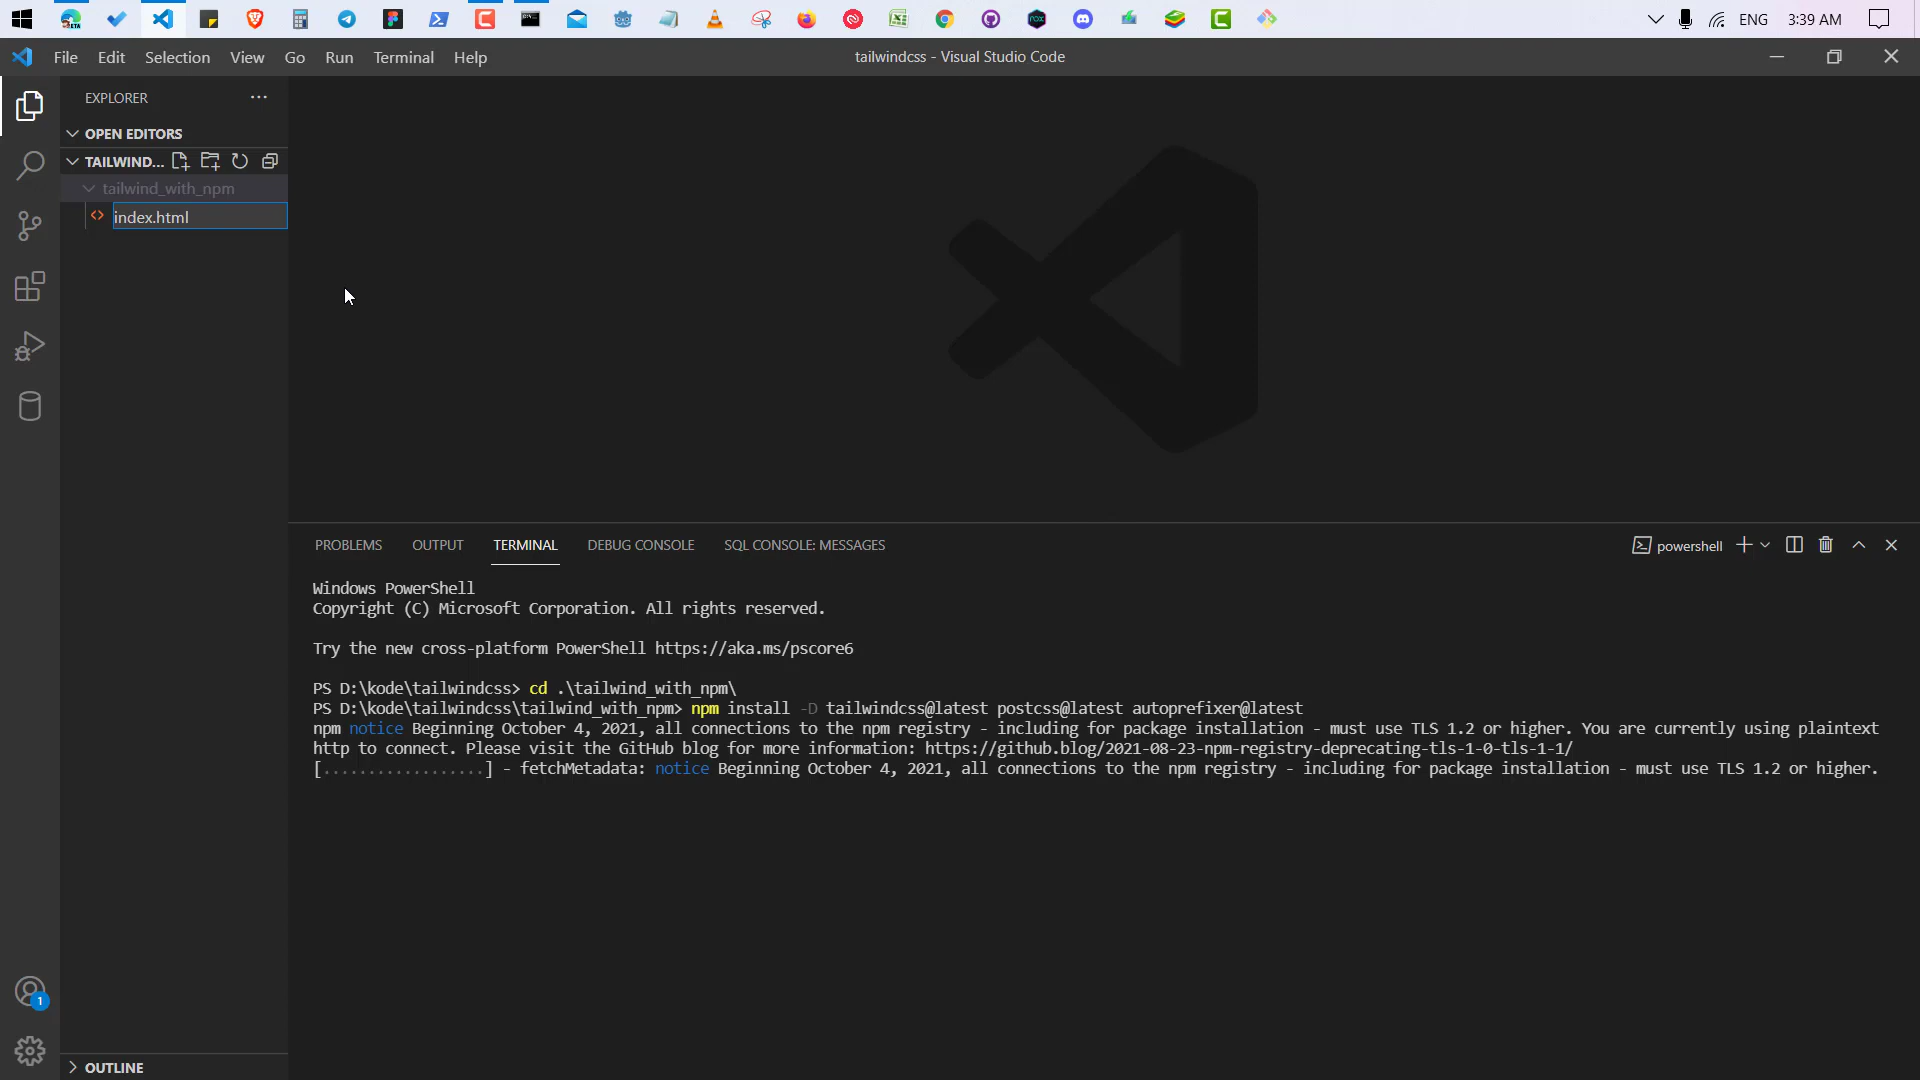 ENG
3:39 AM
File Edit Selection View Go Run Terminal Help
tailwindcss - Visual Studio Code
EXPLORER
OPEN EDITORS
TAILWIND...
tailwind_with_npm
index.html
PROBLEMS OUTPUT TERMINAL DEBUG CONSOLE SQL CONSOLE: MESSAGES
powershell
Windows PowerShell
Copyright (C) Microsoft Corporation. All rights reserved.
Try the new cross-platform PowerShell https://aka.ms/pscore6
PS D:\kode\tailwindcss> cd .\tailwind_with_npm\
PS D:\kode\tailwindcss\tailwind_with_npm> npm install -D tailwindcss@latest postcss@latest autoprefixer@latest
npm notice Beginning October 4, 2021, all connections to the npm registry - including for package installation - must use TLS 1.2 or higher. You are currently using plaintext
http to connect. Please visit the GitHub blog for more information: https://github.blog/2021-08-23-npm-registry-deprecating-tls-1-0-tls-1-1/
[..................] - fetchMetadata: notice Beginning October 4, 2021, all connections to the npm registry - including for package installation - must use TLS 1.2 or higher.
1
OUTLINE